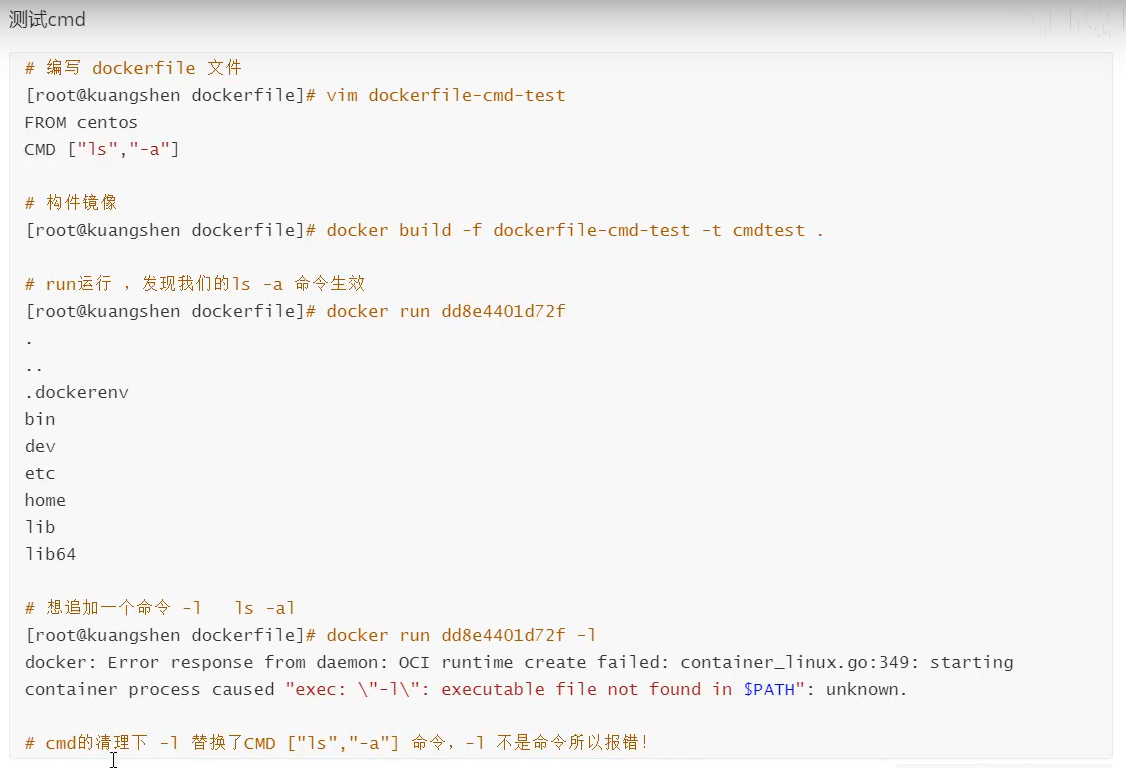 测试cmd
# 编写 dockerfile 文件
[root@kuangshen dockerfile]# vim dockerfile-cmd-test
FROM centos
CMD ["ls","-a"]
# 构件镜像
[root@kuangshen dockerfile]# docker build -f dockerfile-cmd-test -t cmdtest .
# run运行 ，发现我们的ls -a 命令生效
[root@kuangshen dockerfile]# docker run dd8e4401d72f
.
..
.dockerenv
bin
dev
etc
home
lib
lib64
# 想追加一个命令 -l   ls -al
[root@kuangshen dockerfile]# docker run dd8e4401d72f -l
docker: Error response from daemon: OCI runtime create failed: container_linux.go:349: starting
container process caused "exec: \"-l\": executable file not found in $PATH": unknown.
# cmd的清理下 -l 替换了CMD ["ls","-a"] 命令，-l 不是命令所以报错！